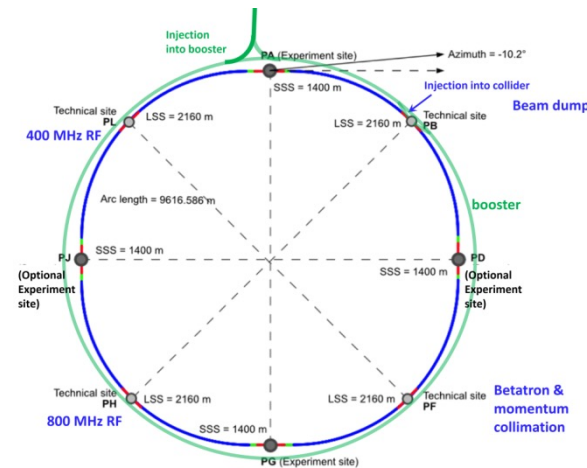 Injection
into booster
PA (Experiment site)
Azimuth = -10.2°
SSS = 1400 m
Injection into collider
Beam dump
Technical site
PL
LSS = 2160 m
400 MHz RF
LSS = 2160 m
Technical site
PB
Arc length = 9616.586 m
booster
PJ
SSS = 1400 m
(Optional
Experiment
site)
SSS = 1400 m
PD
(Optional
Experiment
site)
Technical site
PH
LSS = 2160 m
800 MHz RF
SSS = 1400 m
LSS = 2160 m
Technical site
PF
Betatron &
momentum
collimation
PG (Experiment site)